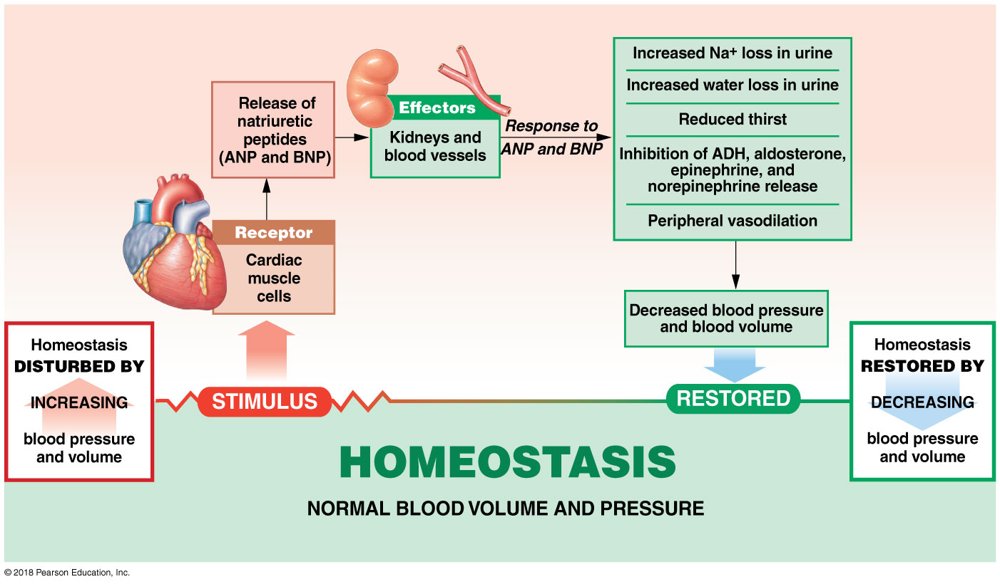 Homeostasis
DISTURBED BY
INCREASING
blood pressure
and volume
STIMULUS
Receptor
Cardiac
muscle
cells
Release of
natriuretic
peptides
(ANP and BNP)
Effectors
Kidneys and
blood vessels
Response to
ANP and BNP
Increased Na+ loss in urine
Increased water loss in urine
Reduced thirst
Inhibition of ADH, aldosterone,
epinephrine, and
norepinephrine release
Peripheral vasodilation
Decreased blood pressure
and blood volume
RESTORED
Homeostasis
RESTORED BY
DECREASING
blood pressure
and volume
HOMEOSTASIS
NORMAL BLOOD VOLUME AND PRESSURE
© 2018 Pearson Education, Inc.